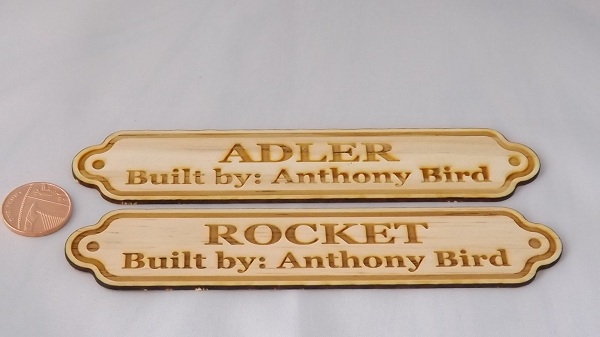 ADLER
Built by: Anthony Bird
ROCKET
Built by: Anthony Bird